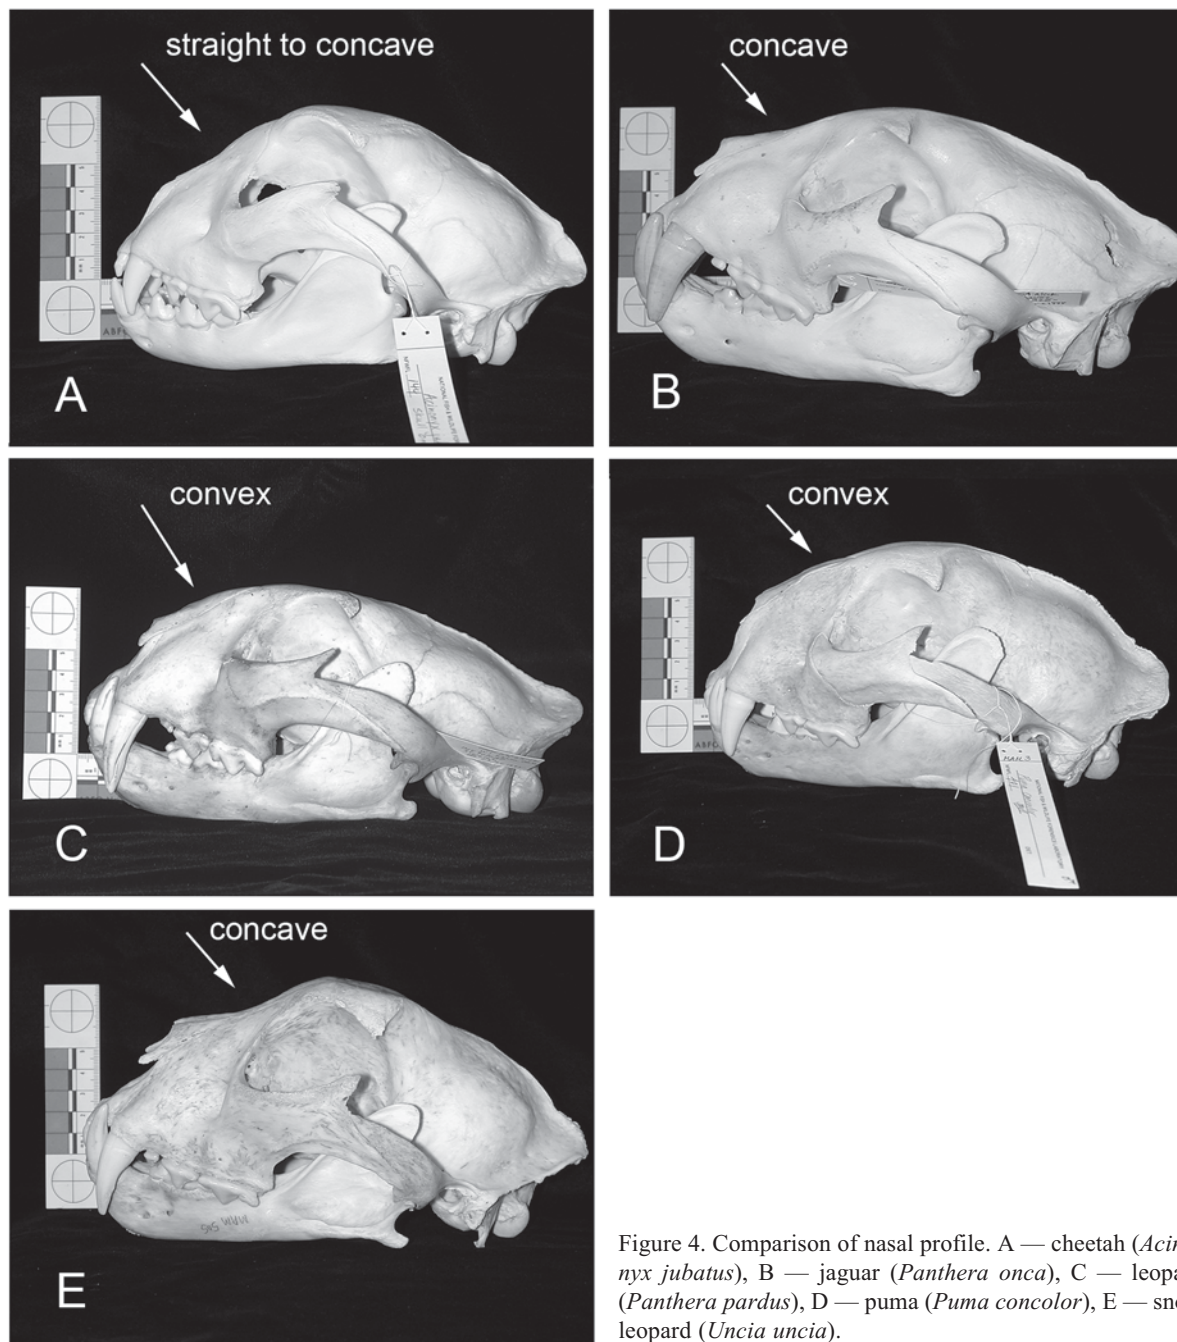 straight to concave
concave
A
B
convex
convex
C
D
concave
E
Figure 4. Comparison of nasal profile. A — cheetah (Acin
nyx jubatus), B — jaguar (Panthera onca), C — leopa
(Panthera pardus), D — puma (Puma concolor), E — sno
leopard (Uncia uncia).